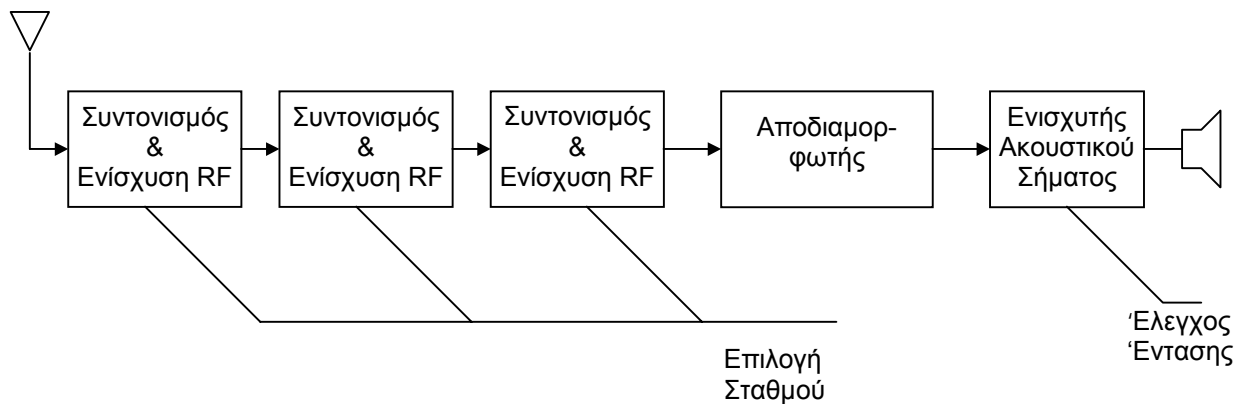 Συντονισμός
&
Ενίσχυση RF
Συντονισμός
&
Ενίσχυση RF
Συντονισμός
&
Ενίσχυση RF
Αποδιαμορ-
φωτής
Ενισχυτής
Ακουστικού
Σήματος
Επιλογή
Σταθμού
‘Ελεγχος
‘Εντασης